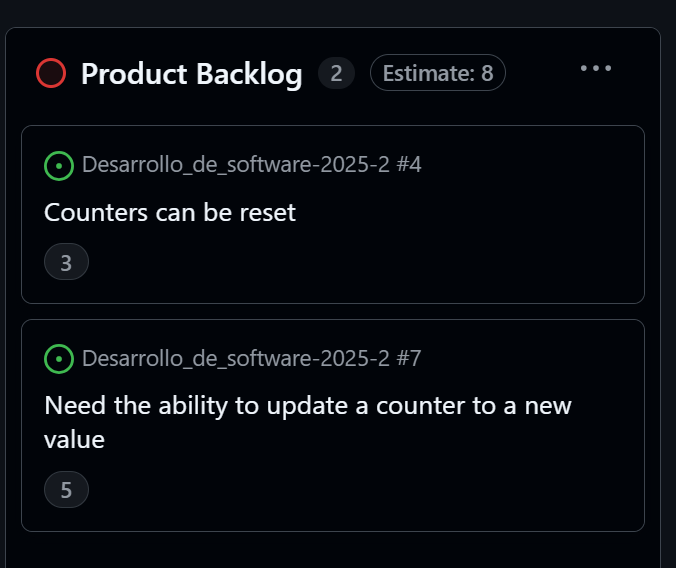 Product Backlog 2 Estimate: 8 ...
Desarrollo_de_software-2025-2 #4
Counters can be reset
3
Desarrollo_de_software-2025-2 #7
Need the ability to update a counter to a new
value
5